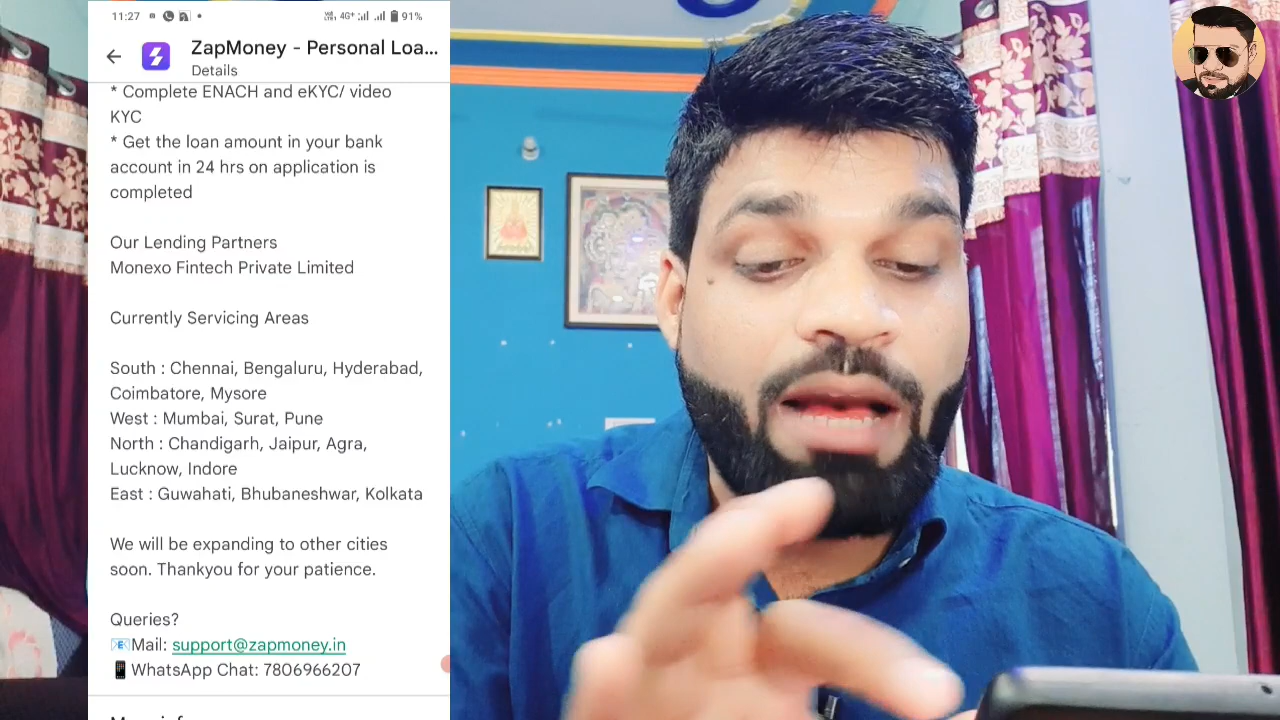 11:27 4G+ 91%
ZapMoney - Personal Loa...
Details
* Complete ENACH and eKYC/ video
KYC
* Get the loan amount in your bank
account in 24 hrs on application is
completed
Our Lending Partners
Monexo Fintech Private Limited
Currently Servicing Areas
South : Chennai, Bengaluru, Hyderabad,
Coimbatore, Mysore
West : Mumbai, Surat, Pune
North : Chandigarh, Jaipur, Agra,
Lucknow, Indore
East : Guwahati, Bhubaneshwar, Kolkata
We will be expanding to other cities
soon. Thankyou for your patience.
Queries?
📧Mail: support@zapmoney.in
📱WhatsApp Chat: 7806966207